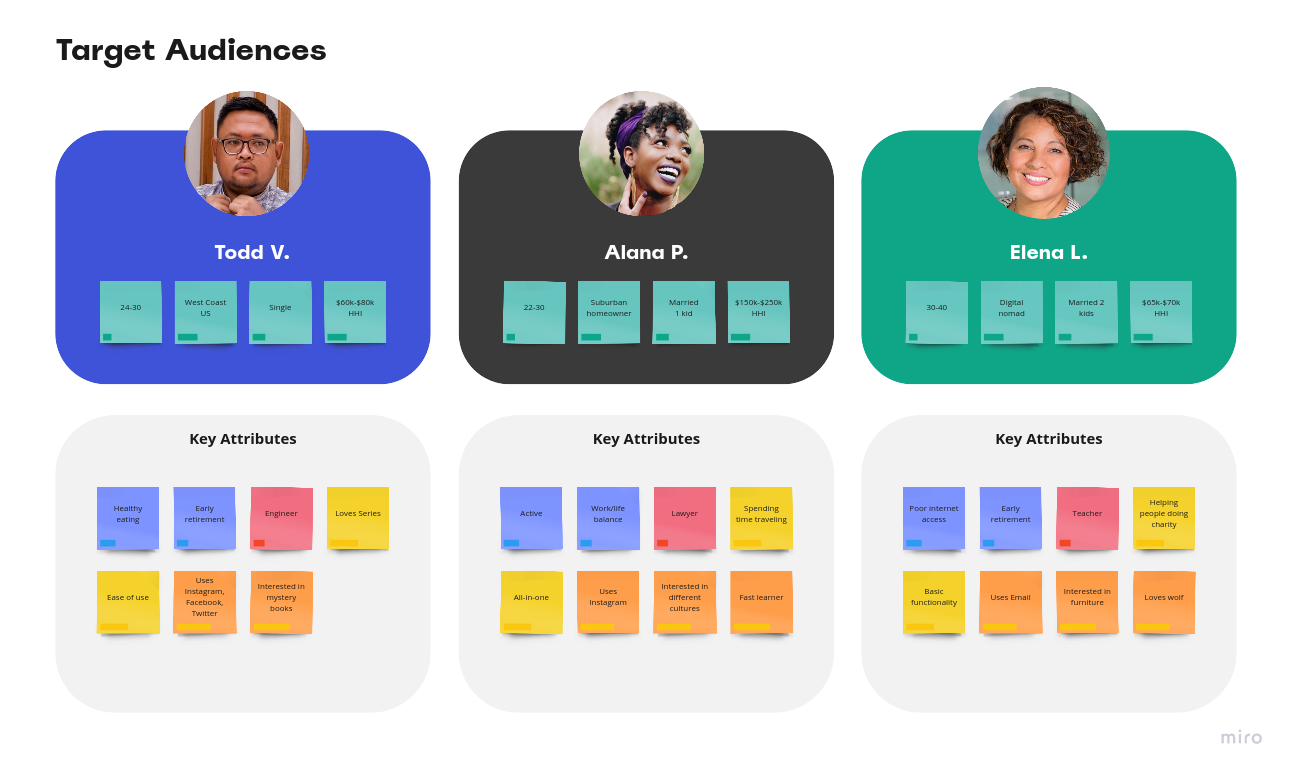 Target Audiences
Todd V.
24-30
West Coast
US
Single
$60k-$80k
HHI
Alana P.
22-30
Suburban
homeowner
Married
1 kid
$150k-$250k
HHI
Elena L.
30-40
Digital
nomad
Married 2
kids
$65k-$70k
HHI
Key Attributes
Healthy
eating
Early
retirement
Engineer
Loves Series
Ease of use
Uses
Instagram,
Facebook,
Twitter
Interested in
mystery
books
Key Attributes
Active
Work/life
balance
Lawyer
Spending
time traveling
All-in-one
Uses
Instagram
Interested in
different
cultures
Fast learner
Key Attributes
Poor internet
access
Early
retirement
Teacher
Helping
people doing
charity
Basic
functionality
Uses Email
Interested in
furniture
Loves wolf
miro